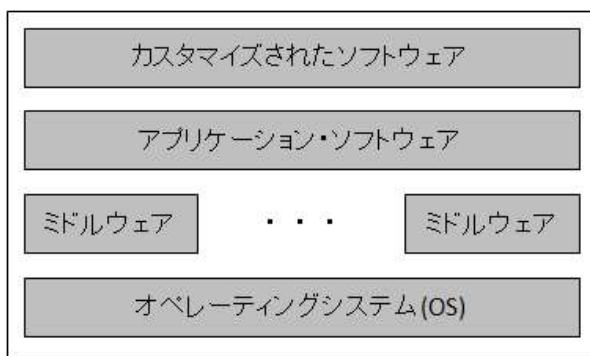 カスタマイズされたソフトウェア
アプリケーション・ソフトウェア
ミドルウェア ・・・ ミドルウェア
オペレーティングシステム(OS)